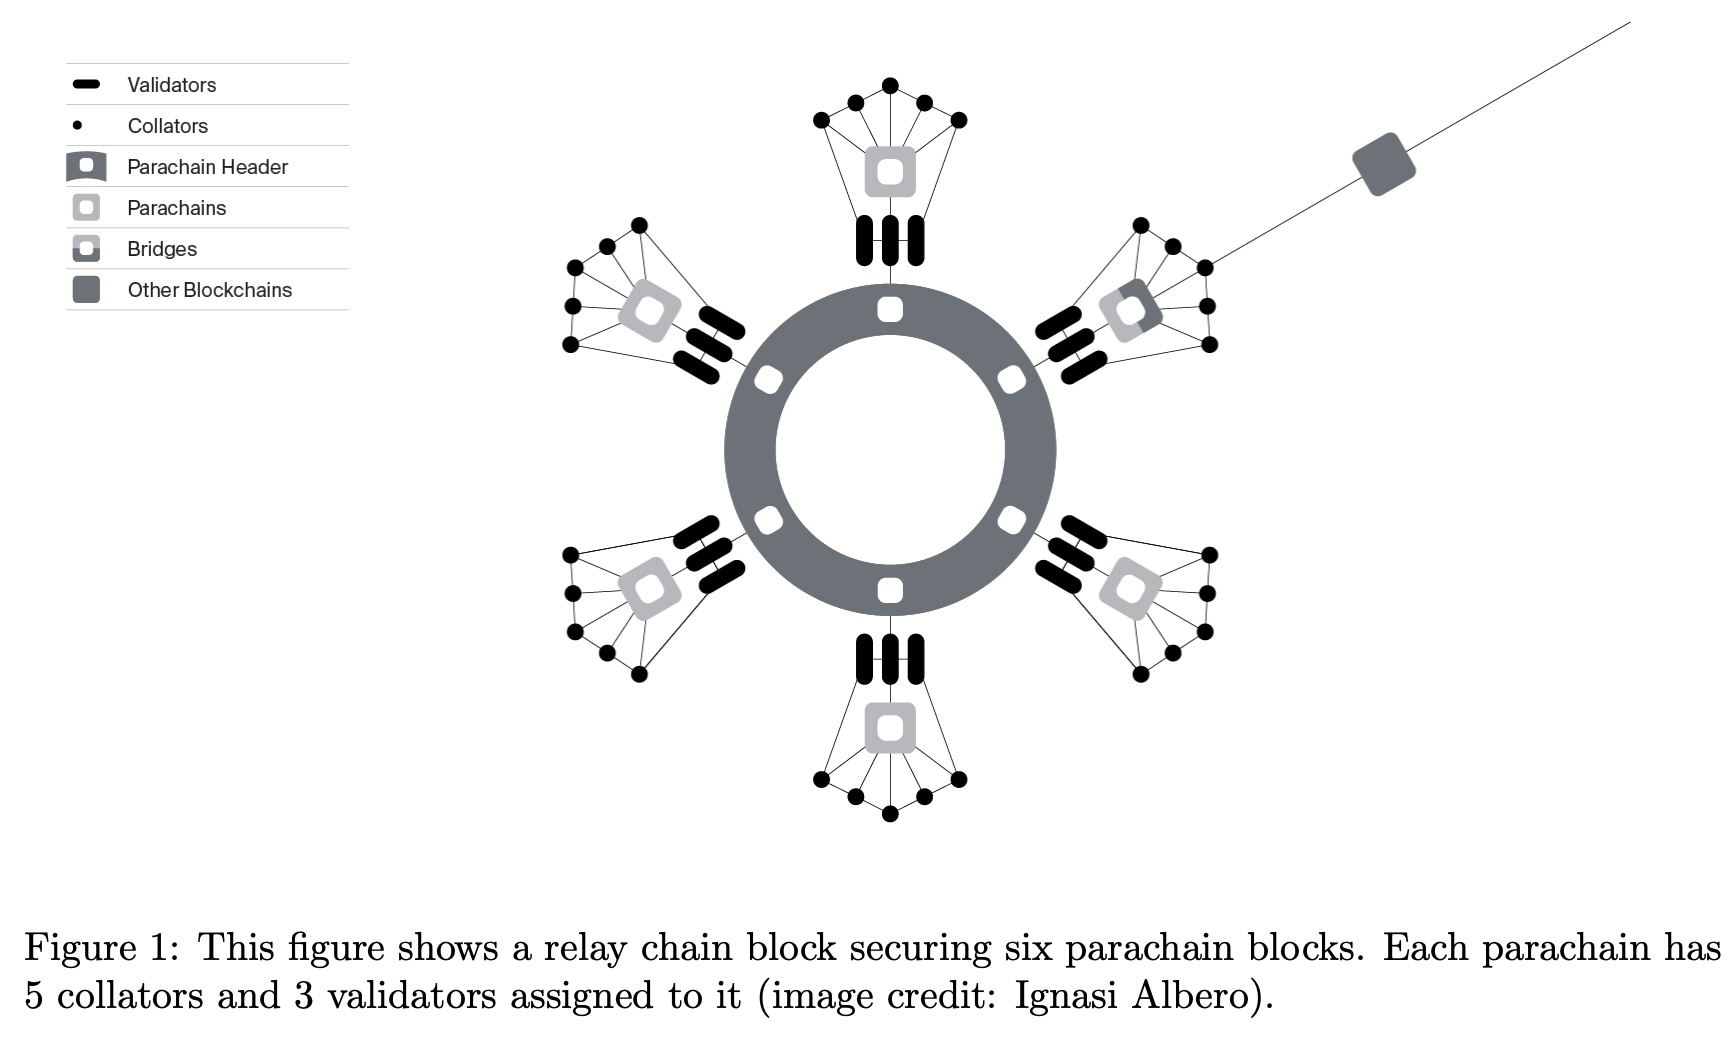 Validators
Collators
Parachain Header
Parachains
Bridges
Other Blockchains
Figure 1: This figure shows a relay chain block securing six parachain blocks. Each parachain has
5 collators and 3 validators assigned to it (image credit: Ignasi Albero).